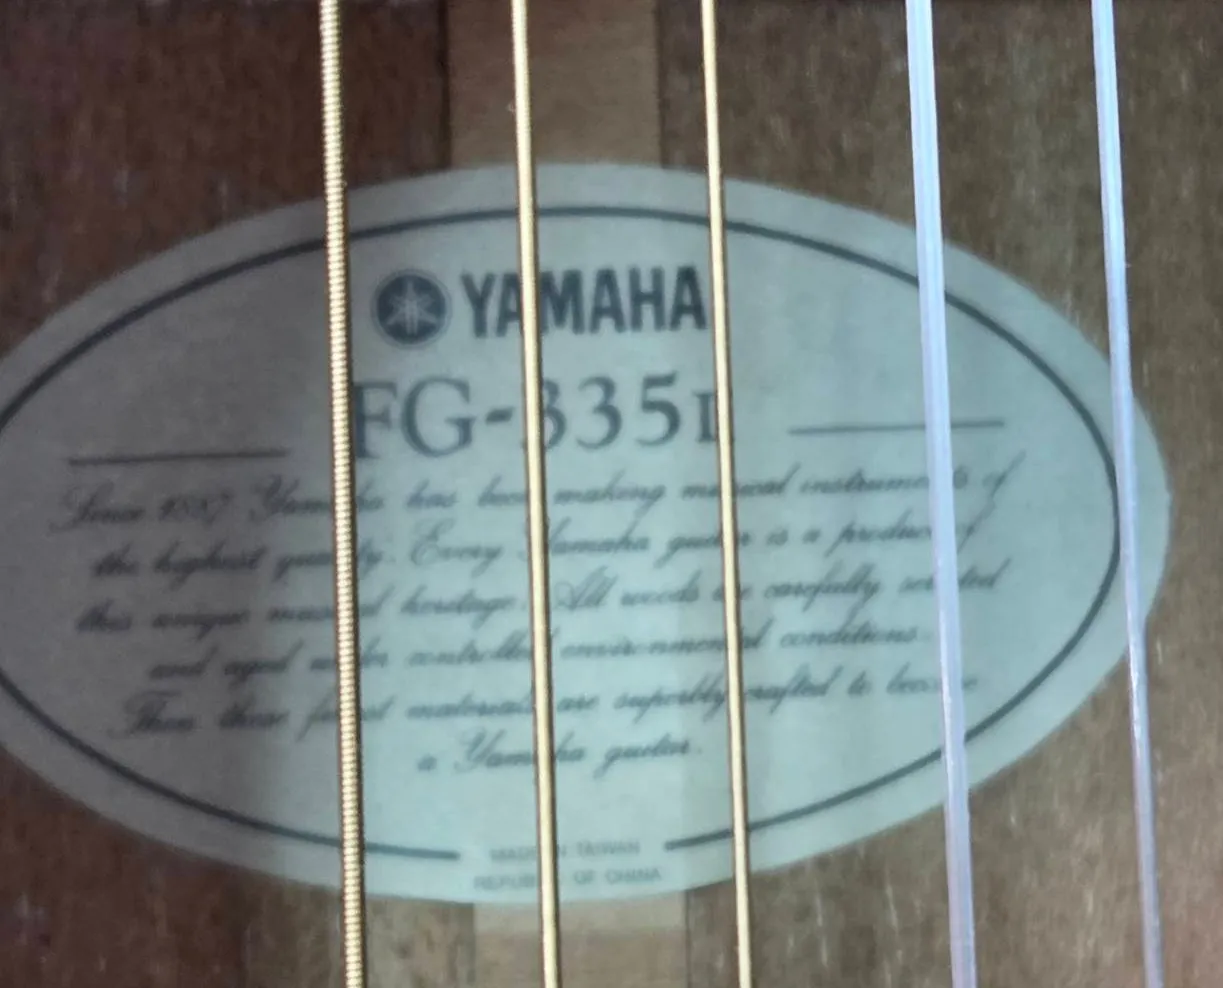 YAMAHA
FG-335L
Since 1887 Yamaha has been making musical instruments of
the highest quality. Every Yamaha guitar is a product of
this unique musical heritage. All woods are carefully selected
and aged under controlled environmental conditions.
Then these finest materials are superbly crafted to become
a Yamaha guitar.
MADE IN TAIWAN
REPUBLIC OF CHINA